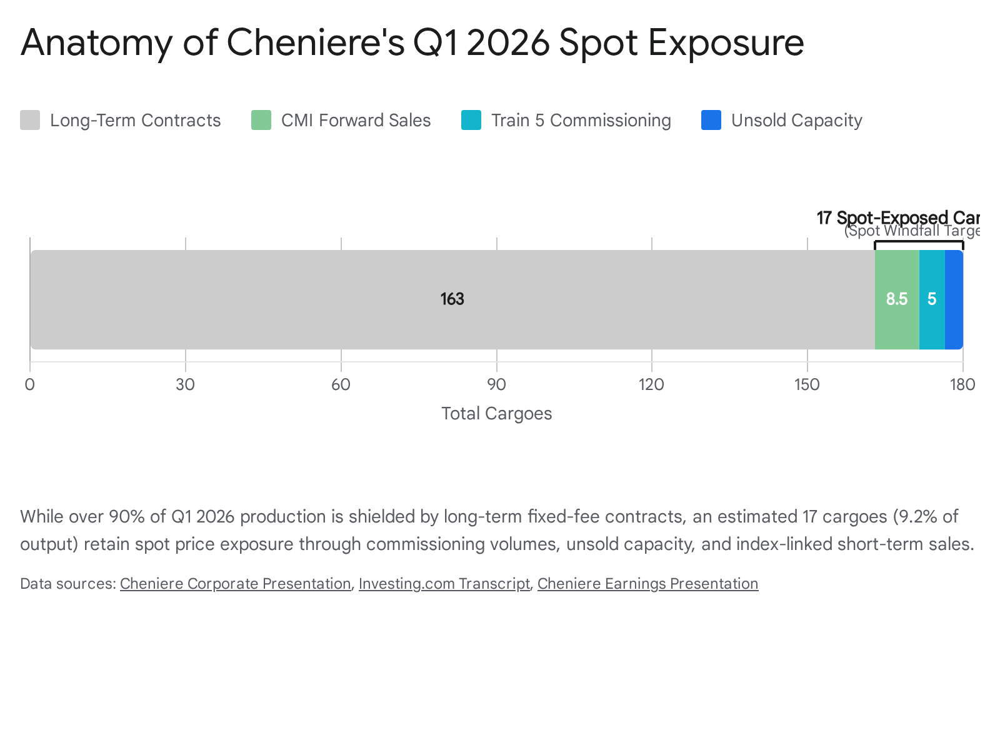 Anatomy of Cheniere's Q1 2026 Spot Exposure
Long-Term Contracts CMI Forward Sales Train 5 Commissioning Unsold Capacity
17 Spot-Exposed Car
(Spot Windfall Targe
163 8.5 5
0 30 60 90 120 150 180
Total Cargoes
While over 90% of Q1 2026 production is shielded by long-term fixed-fee contracts, an estimated 17 cargoes (9.2% of
output) retain spot price exposure through commissioning volumes, unsold capacity, and index-linked short-term sales.
Data sources: Cheniere Corporate Presentation, Investing.com Transcript, Cheniere Earnings Presentation